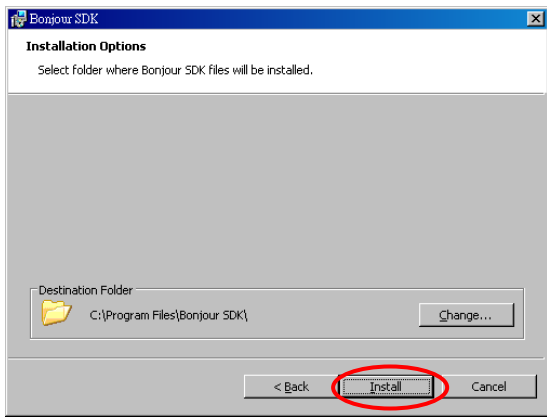 Bonjour SDK
Installation Options
Select folder where Bonjour SDK files will be installed.
Destination Folder
C:\Program Files\Bonjour SDK\
Change...
< Back
Install
Cancel